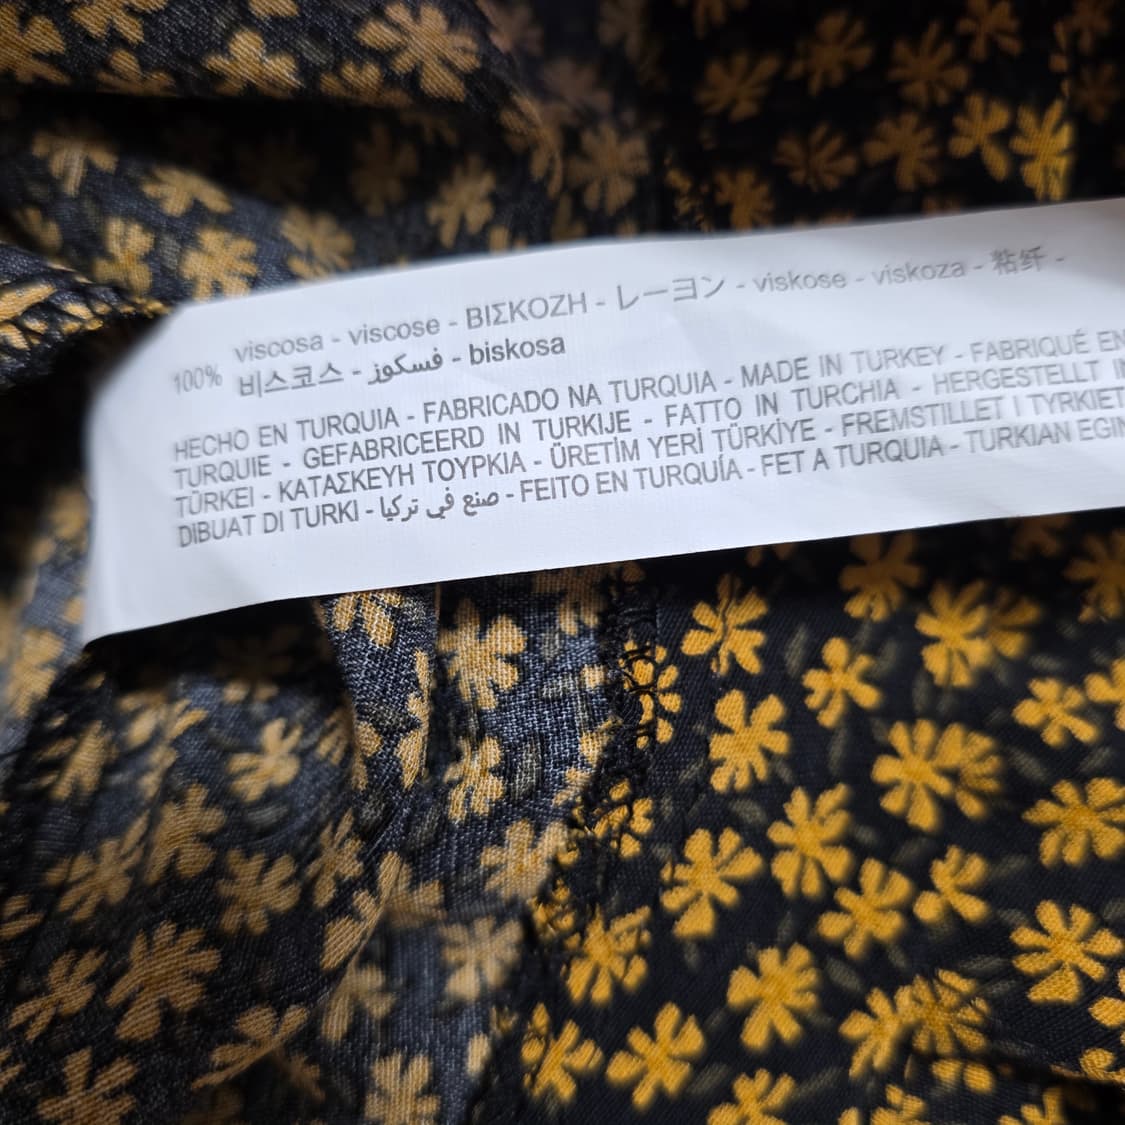 100% viscosa - viscose - ΒΙΣΚΟΖΗ - レーヨン - viskose - viskoza - 粘纤 -
비스코스 - فسكوز - biskosa
HECHO EN TURQUIA - FABRICADO NA TURQUIA - MADE IN TURKEY - FABRIQUÉ EN
TURQUIE - GEFABRICEERD IN TURKIJE - FATTO IN TURCHIA - HERGESTELLT IN
TÜRKEI - ΚΑΤΑΣΚΕΥΗ ΤΟΥΡΚΙΑ - ÜRETİM YERİ TÜRKİYE - FREMSTILLET I TYRKIET
DIBUAT DI TURKI - صنع في تركيا - FEITO EN TURQUÍA - FET A TURQUIA - TURKIAN EGIN